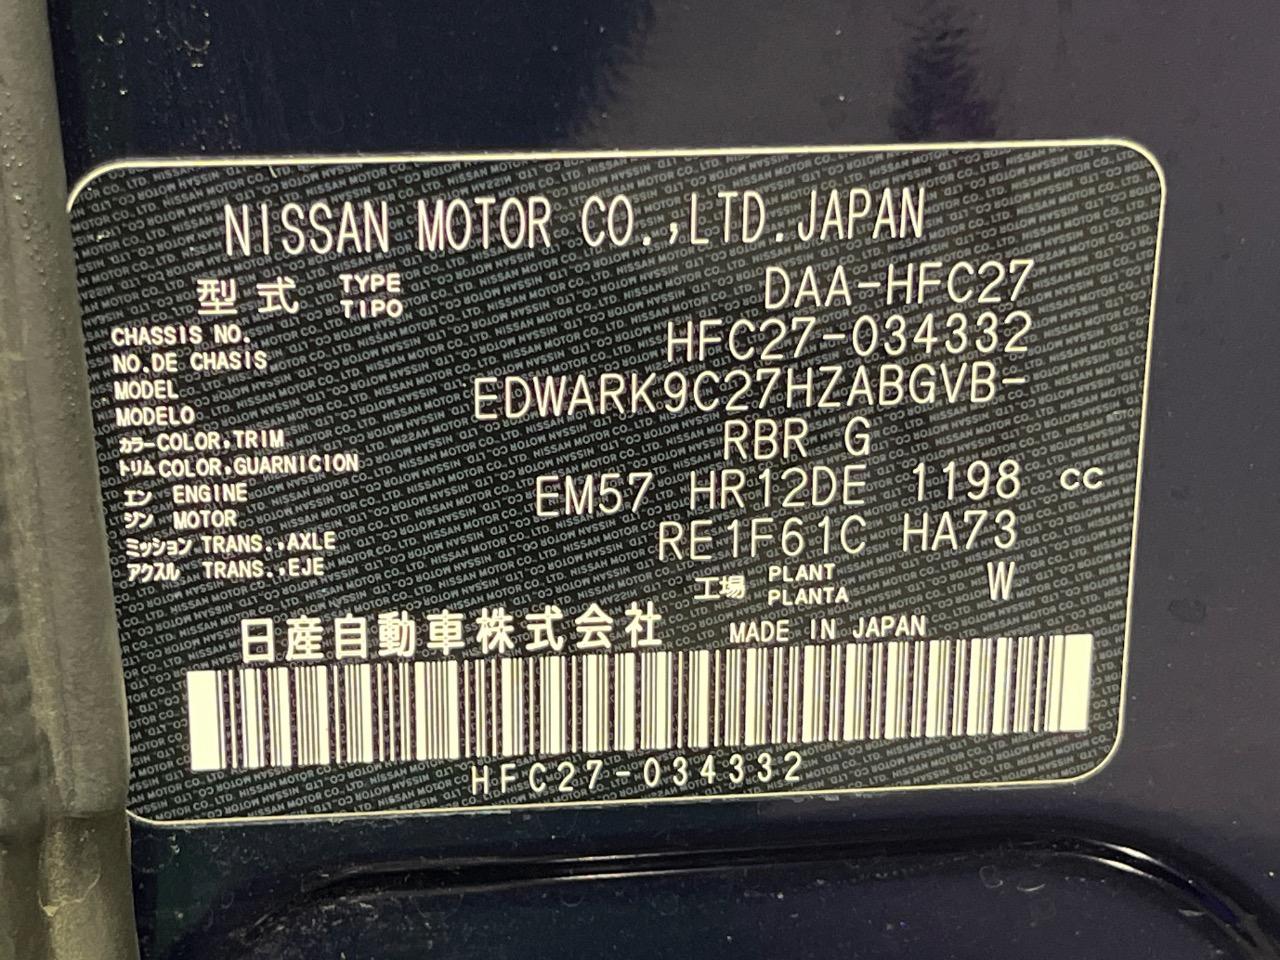 NISSAN MOTOR CO.,LTD.JAPAN
型式 TYPE TIPO DAA-HFC27
CHASSIS NO.
NO.DE CHASIS HFC27-034332
MODEL
MODELO EDWARK9C27HZABGVB-
カラー COLOR,TRIM
トリム COLOR,GUARNICION RBR G
エン ENGINE
ジン MOTOR EM57 HR12DE 1198 cc
ミッション TRANS.,AXLE
アクスル TRANS.,EJE RE1F61C HA73
工場 PLANT PLANTA W
日産自動車株式会社 MADE IN JAPAN
HFC27-034332